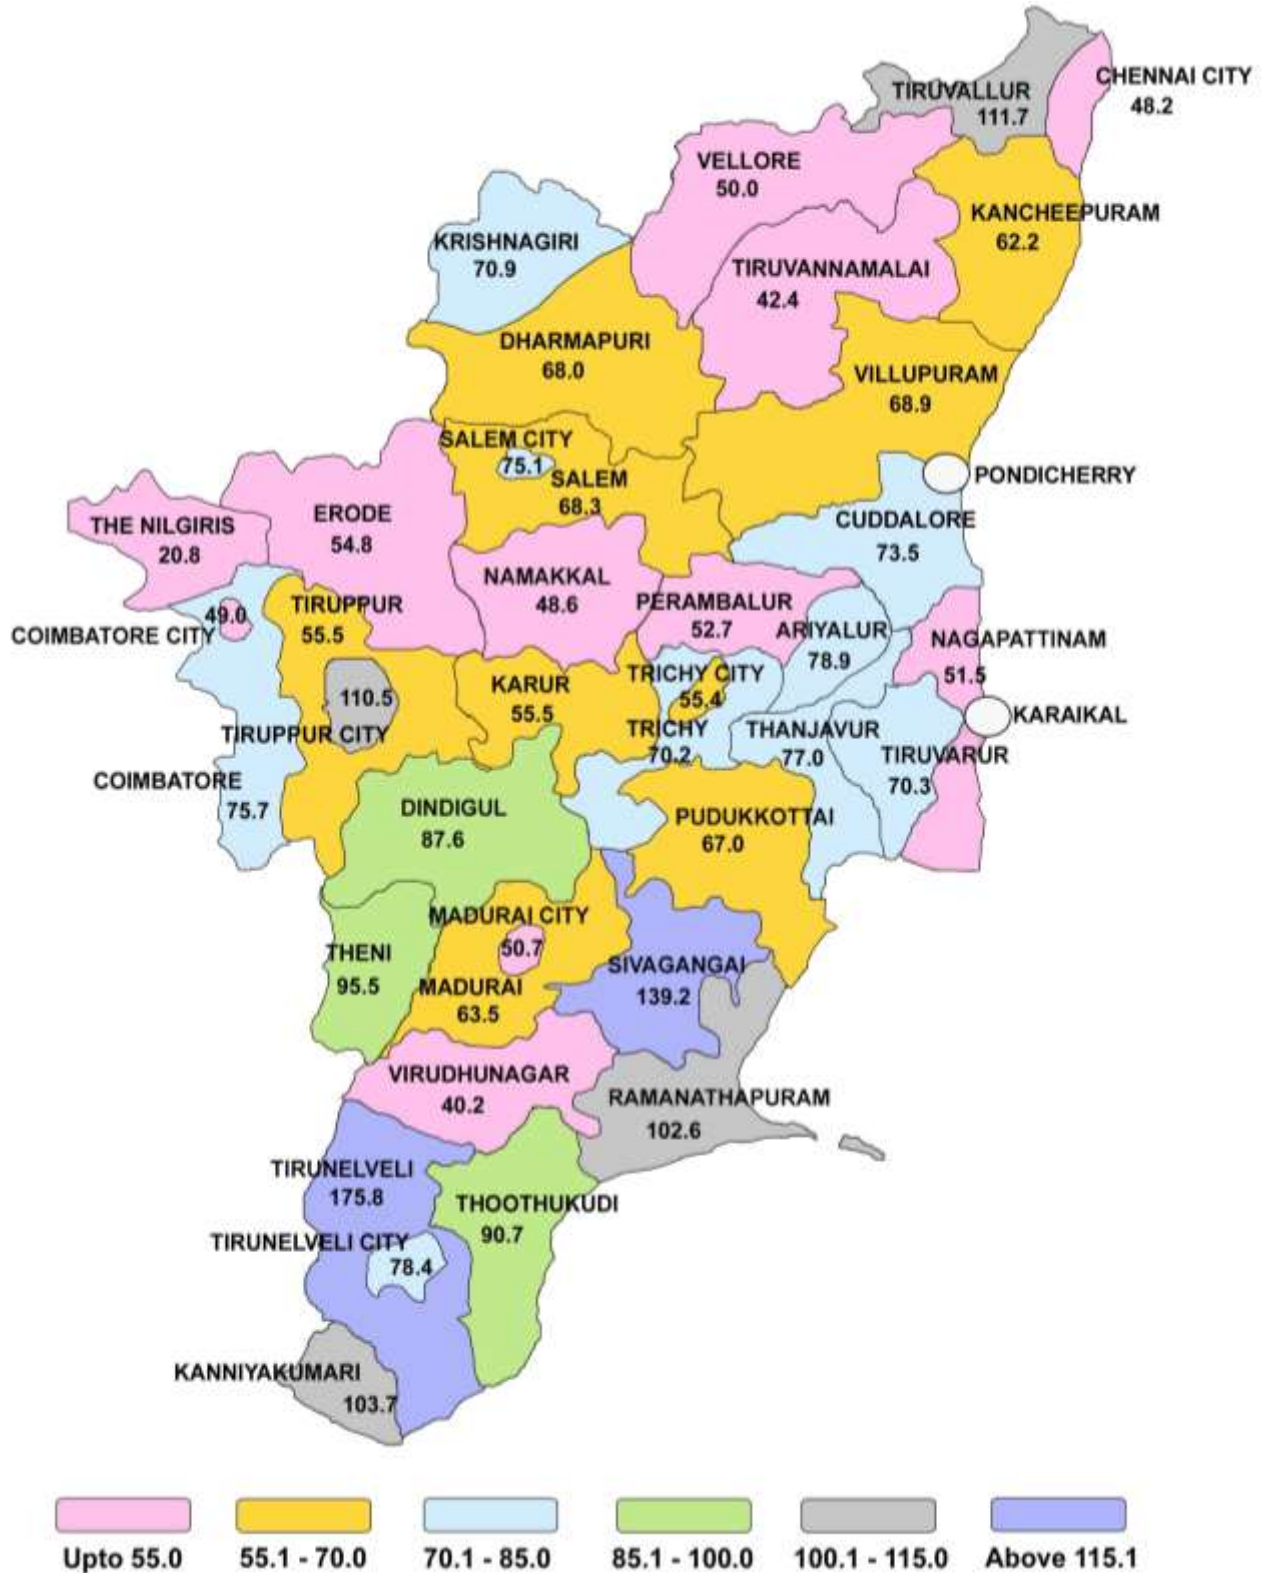 CHENNAI CITY
48.2
TIRUVALLUR
111.7
VELLORE
50.0
KANCHEEPURAM
62.2
KRISHNAGIRI
70.9
TIRUVANNAMALAI
42.4
DHARMAPURI
68.0
VILLUPURAM
68.9
SALEM CITY
75.1
SALEM
68.3
PONDICHERRY
CUDDALORE
73.5
THE NILGIRIS
20.8
ERODE
54.8
NAMAKKAL
48.6
PERAMBALUR
52.7
ARIYALUR
78.9
NAGAPATTINAM
51.5
49.0
COIMBATORE CITY
TIRUPPUR
55.5
KARUR
55.5
TRICHY CITY
55.4
TRICHY
70.2
THANJAVUR
77.0
KARAIKAL
TIRUVARUR
70.3
110.5
TIRUPPUR CITY
COIMBATORE
75.7
DINDIGUL
87.6
PUDUKKOTTAI
67.0
MADURAI CITY
50.7
THENI
95.5
MADURAI
63.5
SIVAGANGAI
139.2
VIRUDHUNAGAR
40.2
RAMANATHAPURAM
102.6
TIRUNELVELI
175.8
THOOTHUKUDI
90.7
TIRUNELVELI CITY
78.4
KANNIYAKUMARI
103.7
Upto 55.0
55.1 - 70.0
70.1 - 85.0
85.1 - 100.0
100.1 - 115.0
Above 115.1